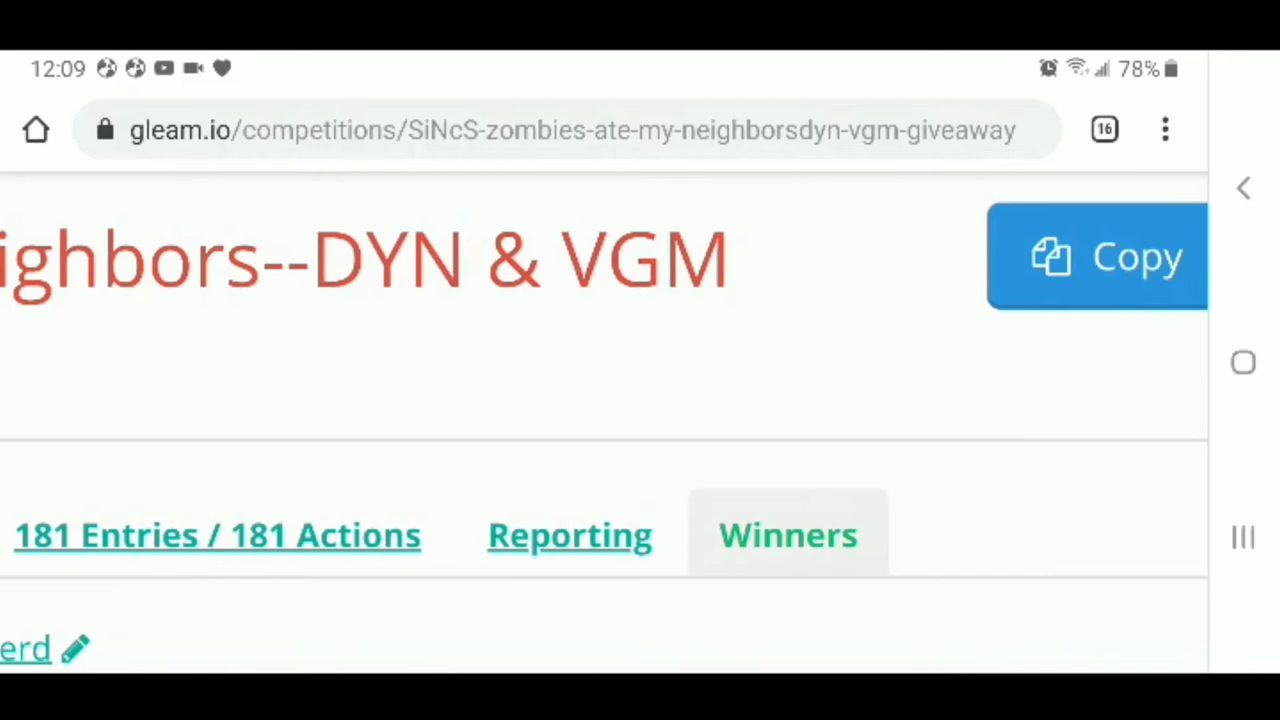 12:09 78%
gleam.io/competitions/SiNcS-zombies-ate-my-neighborsdyn-vgm-giveaway 16
ighbors--DYN & VGM
Copy
181 Entries / 181 Actions Reporting Winners
erd